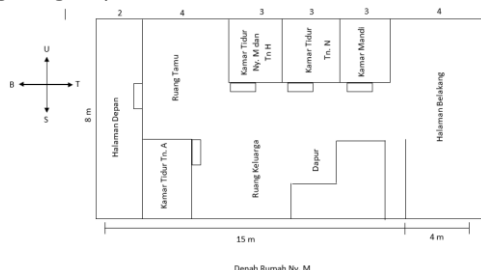 2 4 3 3 3 4
U
B T
S
8 m
Halaman Depan
Ruang Tamu
Kamar Tidur
Ny. M dan
Tn H
Kamar Tidur
Tn. N
Kamar Mandi
Halaman Belakang
Kamar Tidur Tn. A
Ruang Keluarga
Dapur
15 m 4 m
Denah Rumah Ny. M